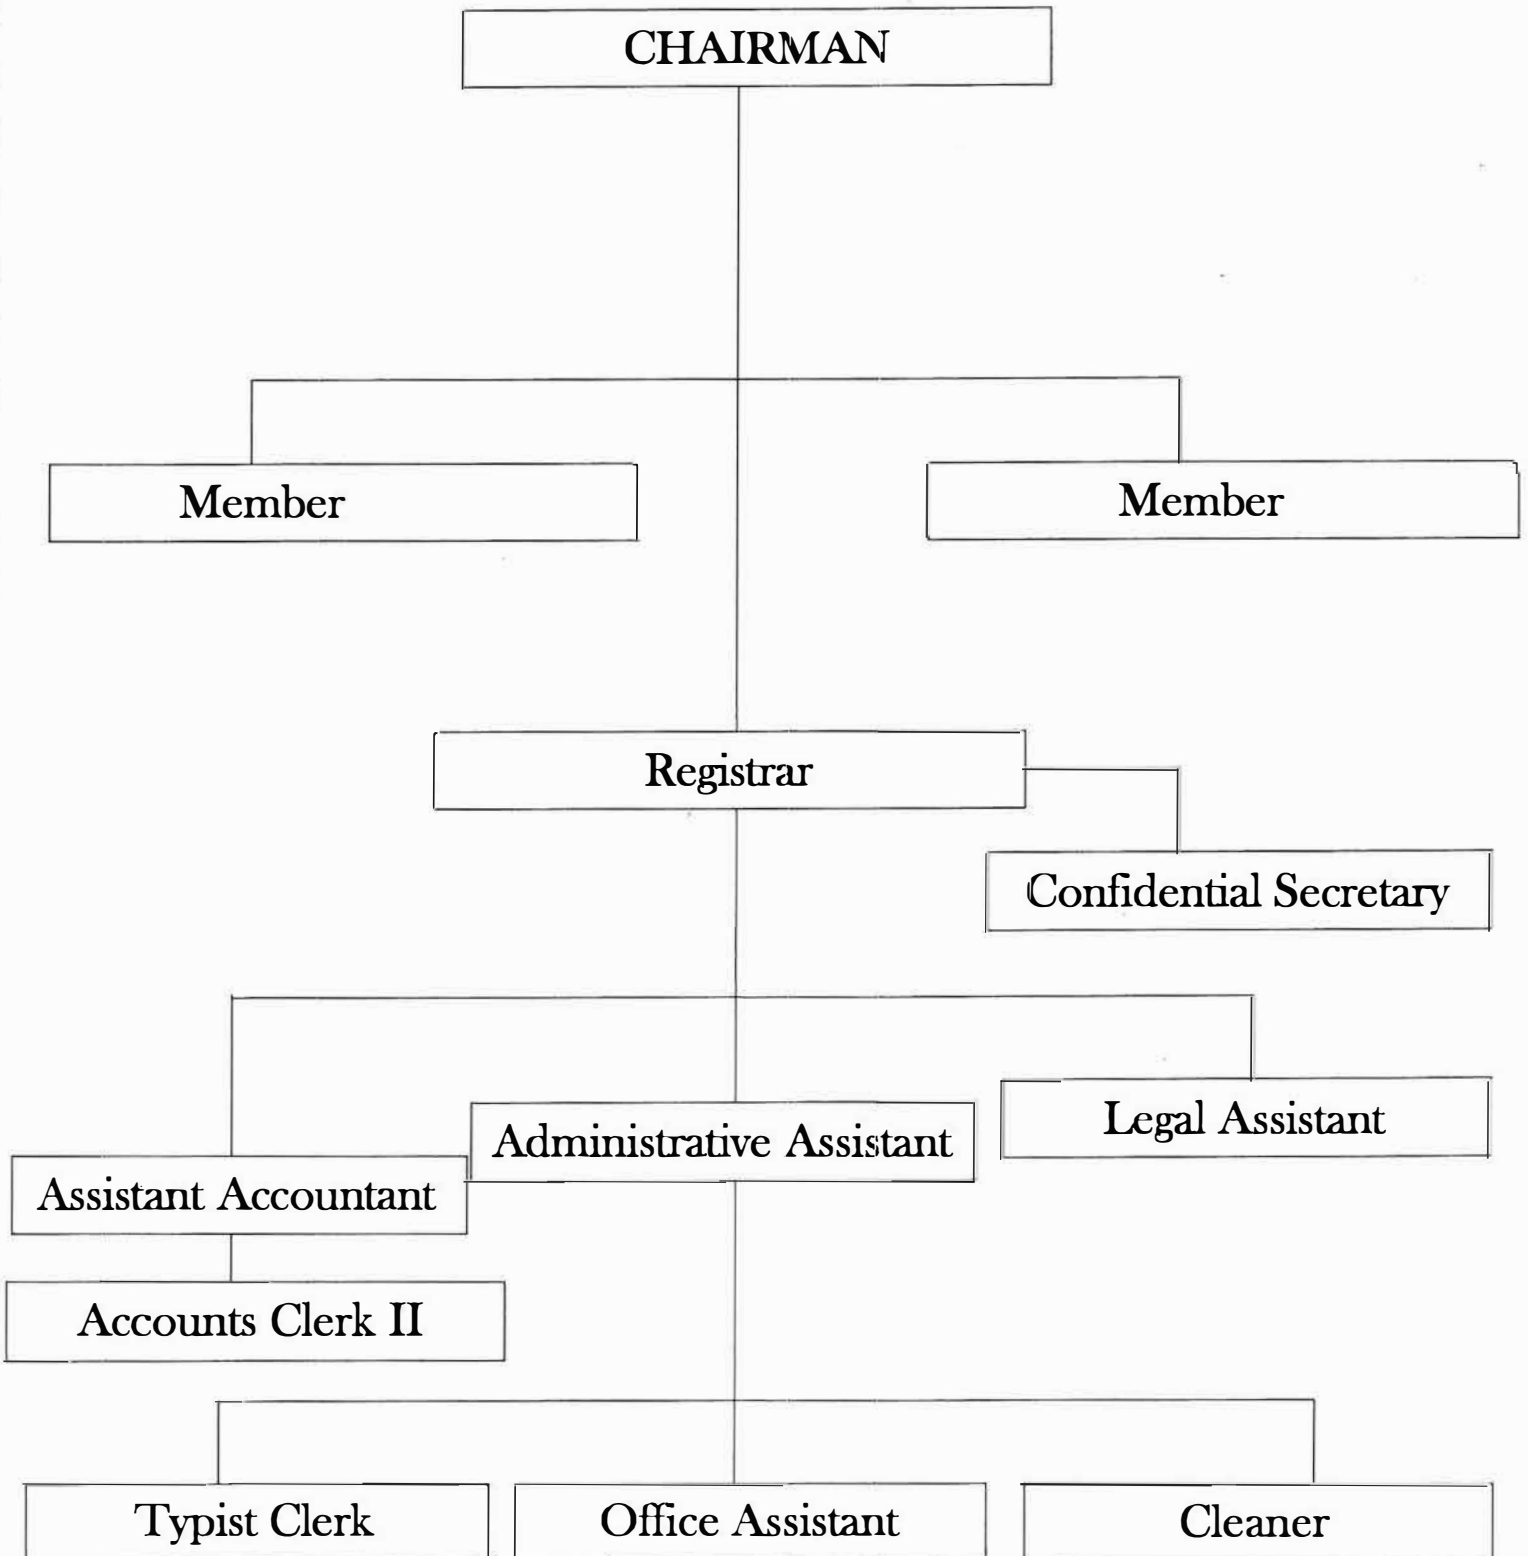 CHAIRMAN
Member
Member
Registrar
Confidential Secretary
Legal Assistant
Administrative Assistant
Assistant Accountant
Accounts Clerk II
Typist Clerk
Office Assistant
Cleaner